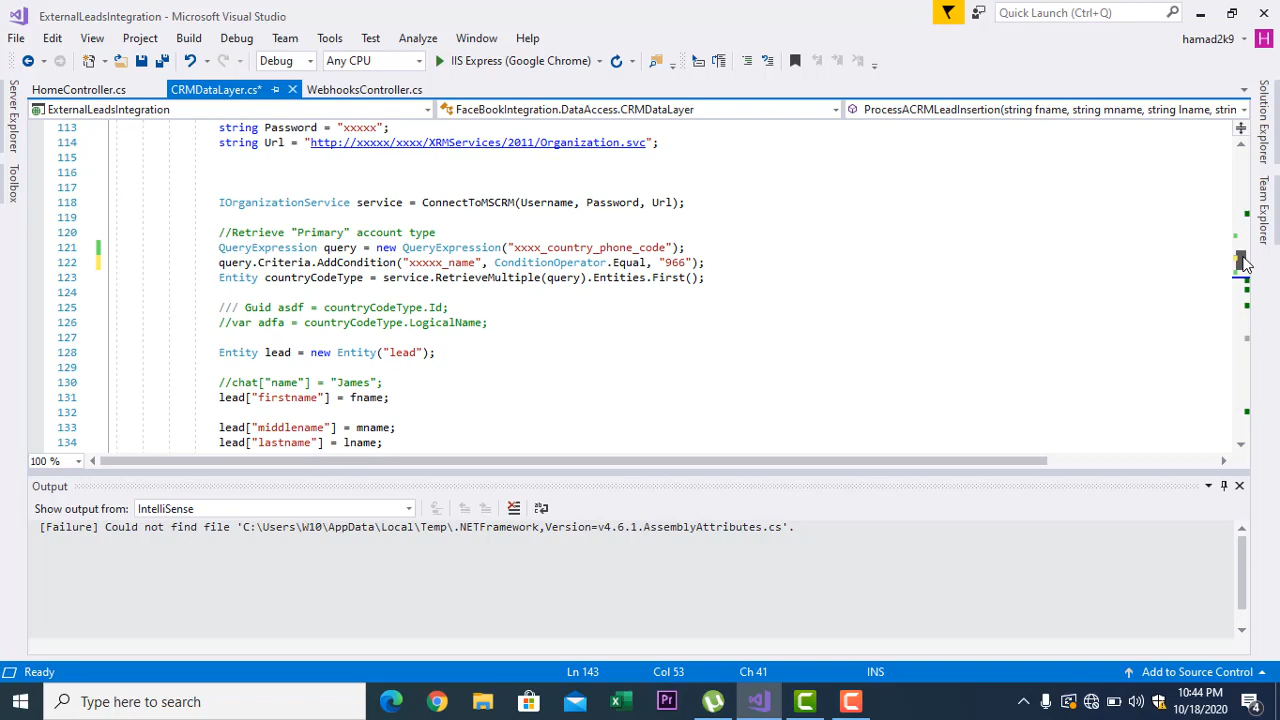 ExternalLeadsIntegration - Microsoft Visual Studio
Quick Launch (Ctrl+Q)
File Edit View Project Build Debug Team Tools Test Analyze Window Help
hamad2k9 H
Debug Any CPU IIS Express (Google Chrome)
HomeController.cs CRMDataLayer.cs* WebhooksController.cs
ExternalLeadsIntegration FaceBookIntegration.DataAccess.CRMDataLayer ProcessACRMLeadInsertion(string fname, string mname, string lname, strin
Server Explorer
Toolbox
Solution Explorer
Team Explorer
113 string Password = "xxxxx";
114 string Url = "http://xxxxx/xxxx/XRMServices/2011/Organization.svc";
115
116
117
118 IOrganizationService service = ConnectToMSCRM(Username, Password, Url);
119
120 //Retrieve "Primary" account type
121 QueryExpression query = new QueryExpression("xxxx_country_phone_code");
122 query.Criteria.AddCondition("xxxxx_name", ConditionOperator.Equal, "966");
123 Entity countryCodeType = service.RetrieveMultiple(query).Entities.First();
124
125 /// Guid asdf = countryCodeType.Id;
126 //var adfa = countryCodeType.LogicalName;
127
128 Entity lead = new Entity("lead");
129
130 //chat["name"] = "James";
131 lead["firstname"] = fname;
132
133 lead["middlename"] = mname;
134 lead["lastname"] = lname;
100 %
Output
Show output from: IntelliSense
[Failure] Could not find file 'C:\Users\W10\AppData\Local\Temp\.NETFramework,Version=v4.6.1.AssemblyAttributes.cs'.
Ready Ln 143 Col 53 Ch 41 INS Add to Source Control
Type here to search
Pr
10:44 PM
10/18/2020
4